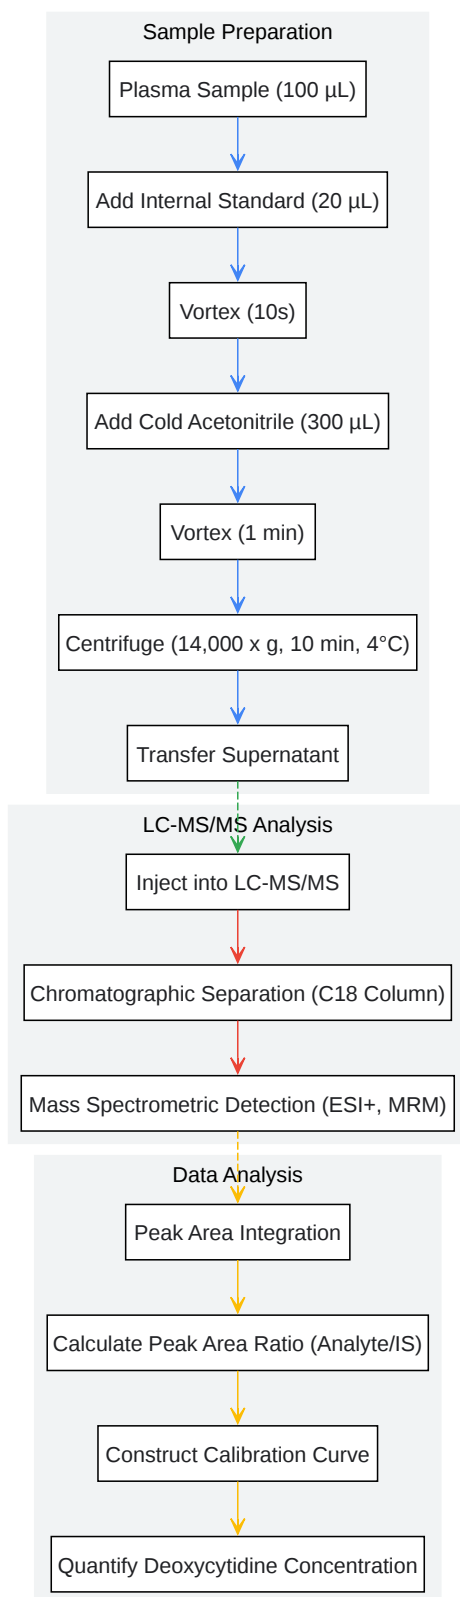 Sample Preparation
Plasma Sample (100 µL)
Add Internal Standard (20 µL)
Vortex (10s)
Add Cold Acetonitrile (300 µL)
Vortex (1 min)
Centrifuge (14,000 x g, 10 min, 4°C)
Transfer Supernatant
LC-MS/MS Analysis
Inject into LC-MS/MS
Chromatographic Separation (C18 Column)
Mass Spectrometric Detection (ESI+, MRM)
Data Analysis
Peak Area Integration
Calculate Peak Area Ratio (Analyte/IS)
Construct Calibration Curve
Quantify Deoxycytidine Concentration